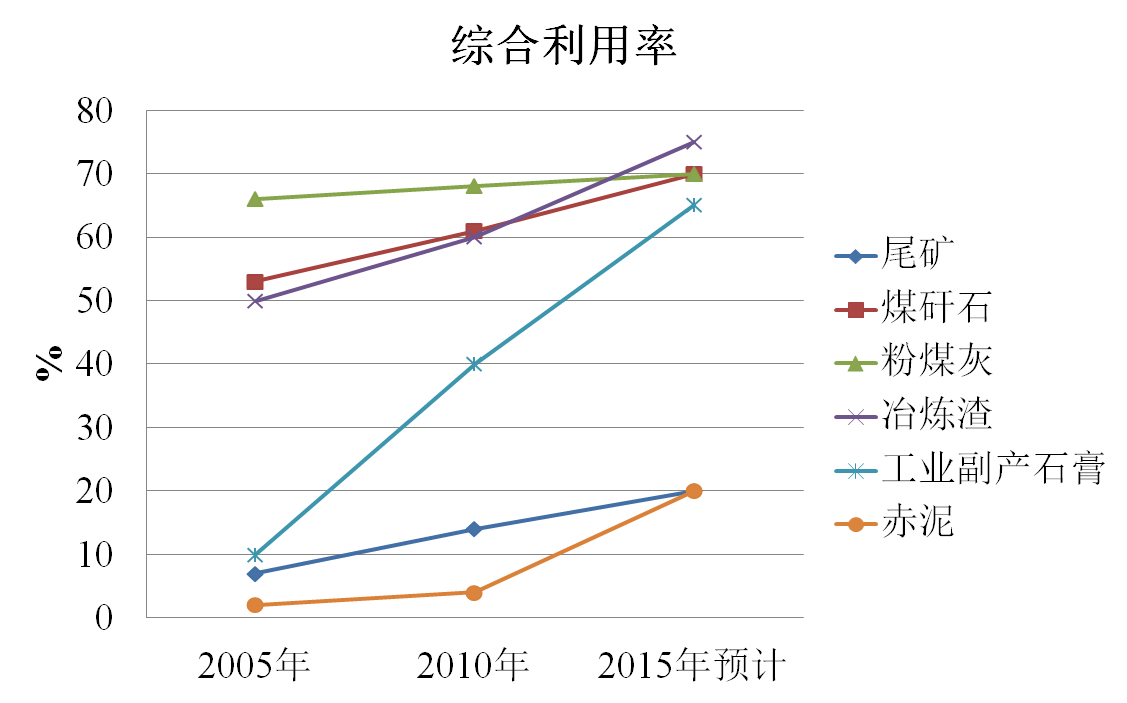 综合利用率
%
80
70
60
50
40
30
20
10
0
2005年
2010年
2015年预计
尾矿
煤矸石
粉煤灰
冶炼渣
工业副产石膏
赤泥